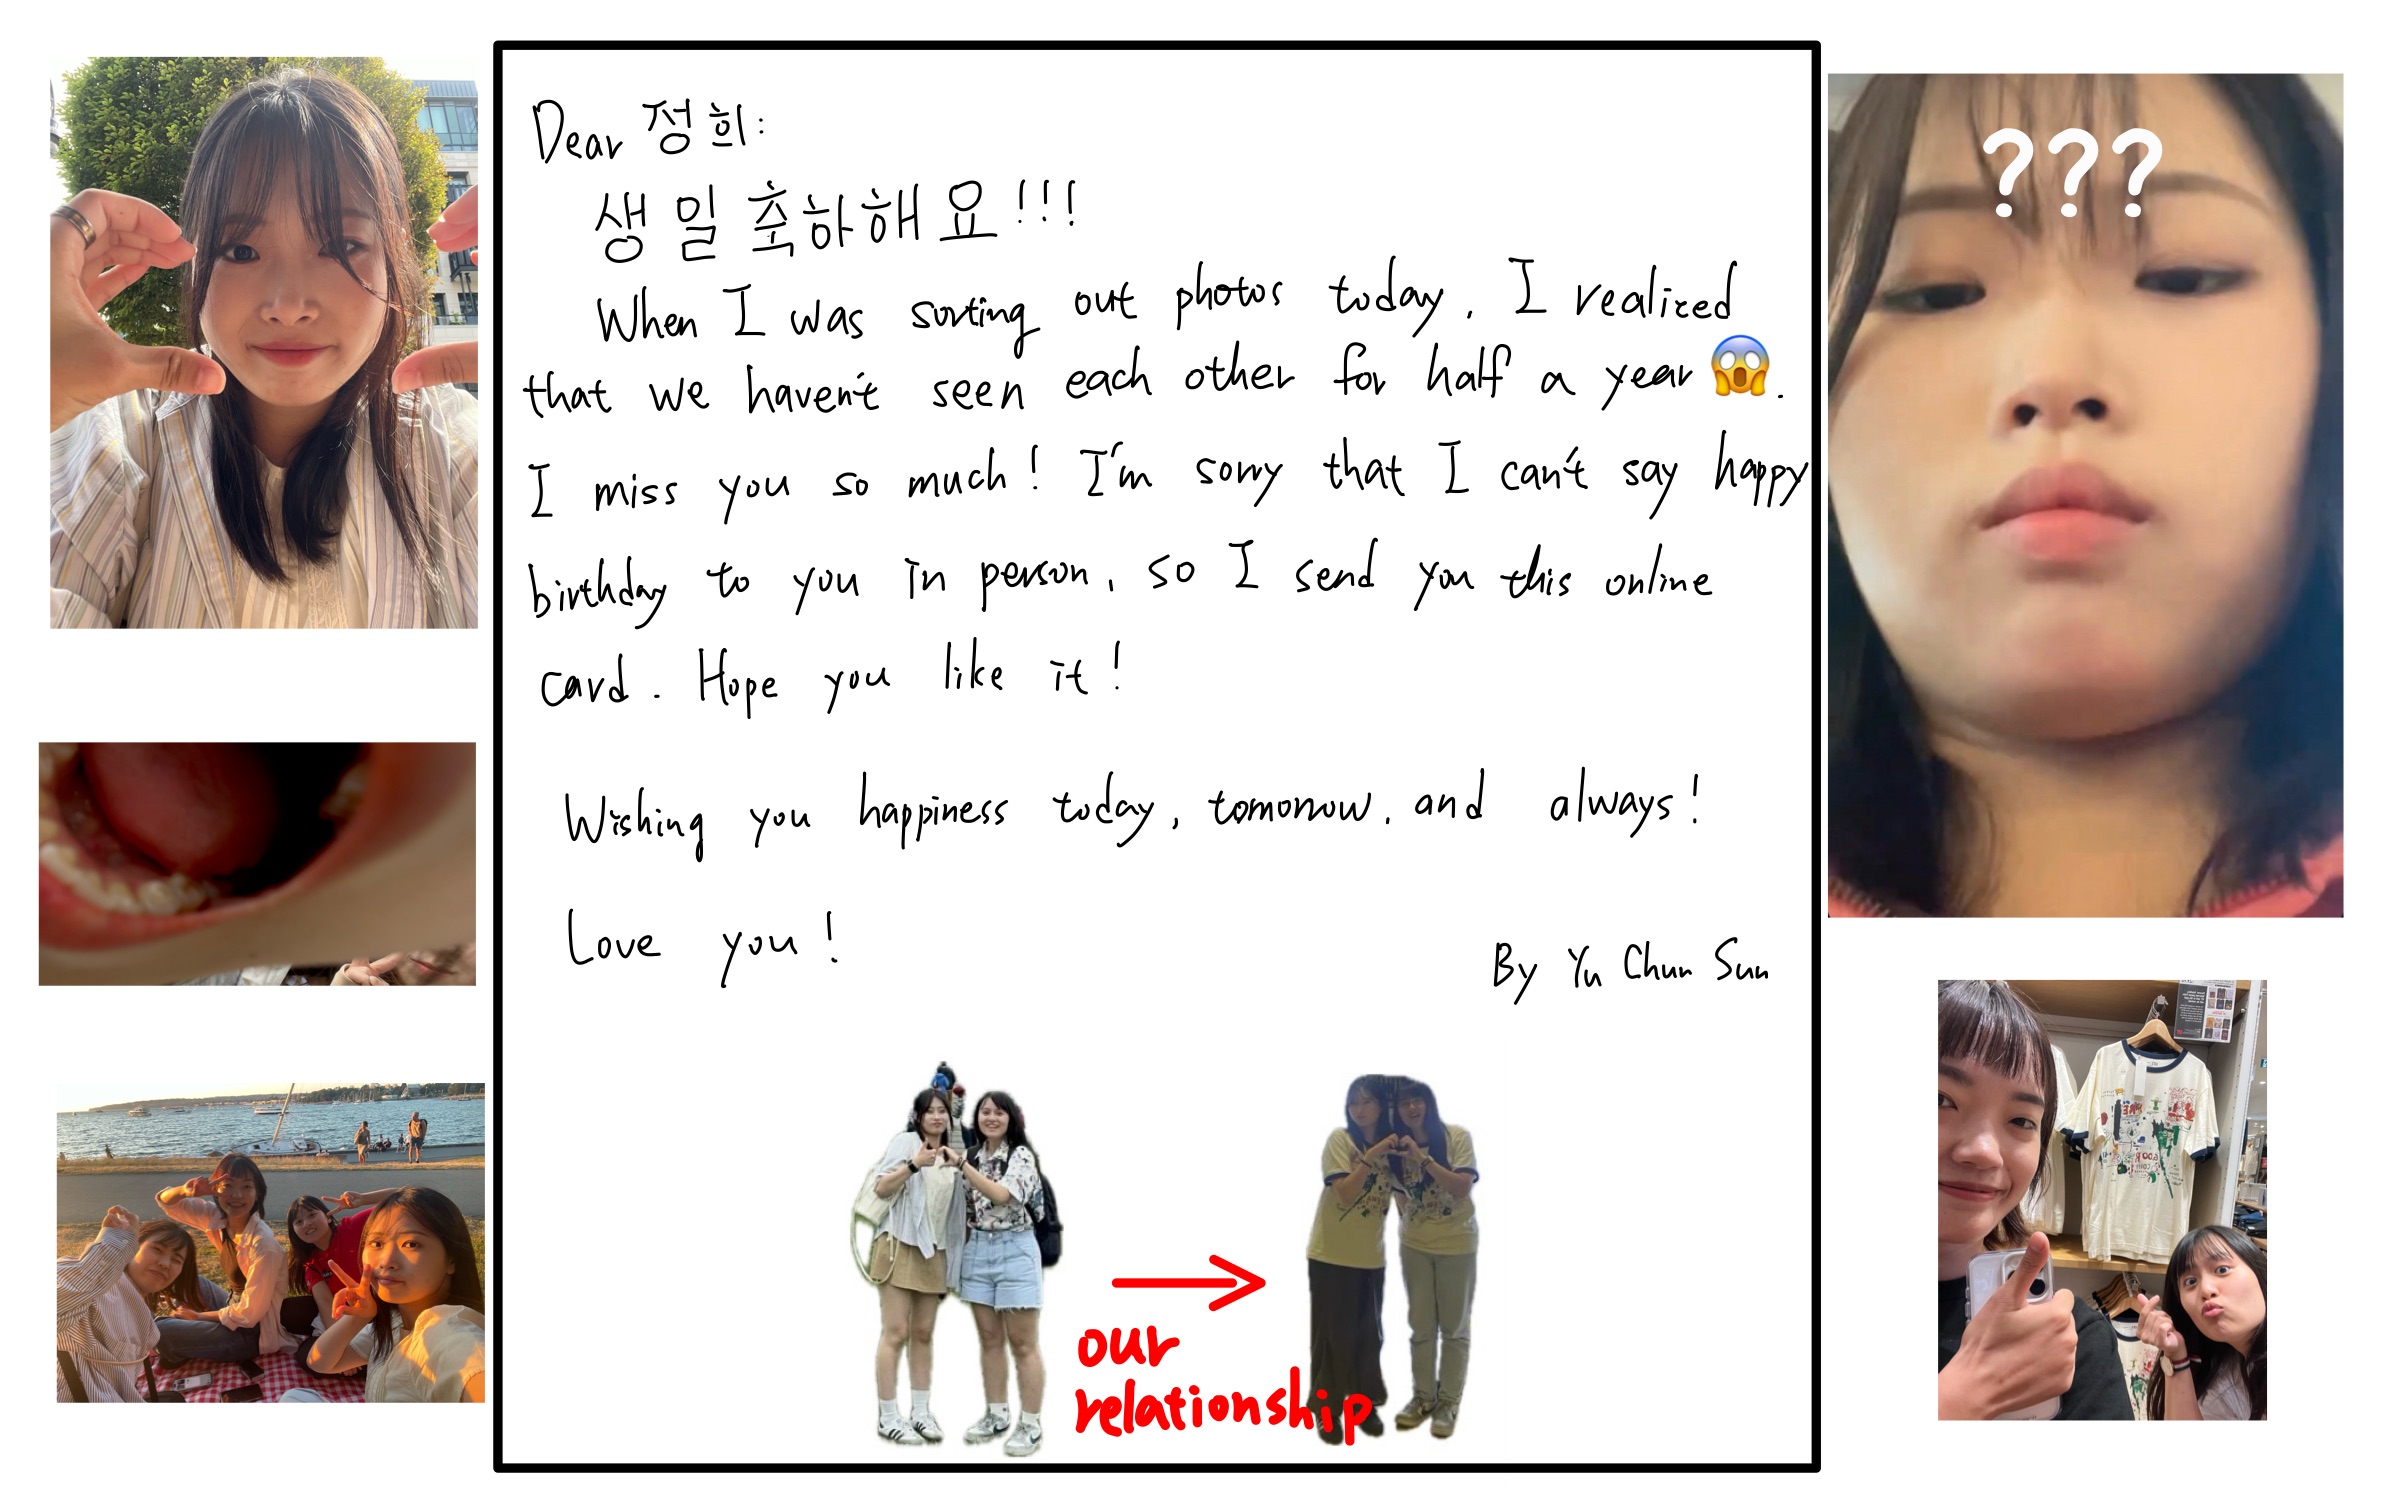 Dear 정희:
생일축하해요!!!
When I was sorting out photos today, I realized
that we haven't seen each other for half a year 😱.
I miss you so much! I'm sorry that I can't say happy
birthday to you in person, so I send you this online
card. Hope you like it!
Wishing you happiness today, tomorrow, and always!
Love you!
By Yu Chun Sun
our
relationship
???